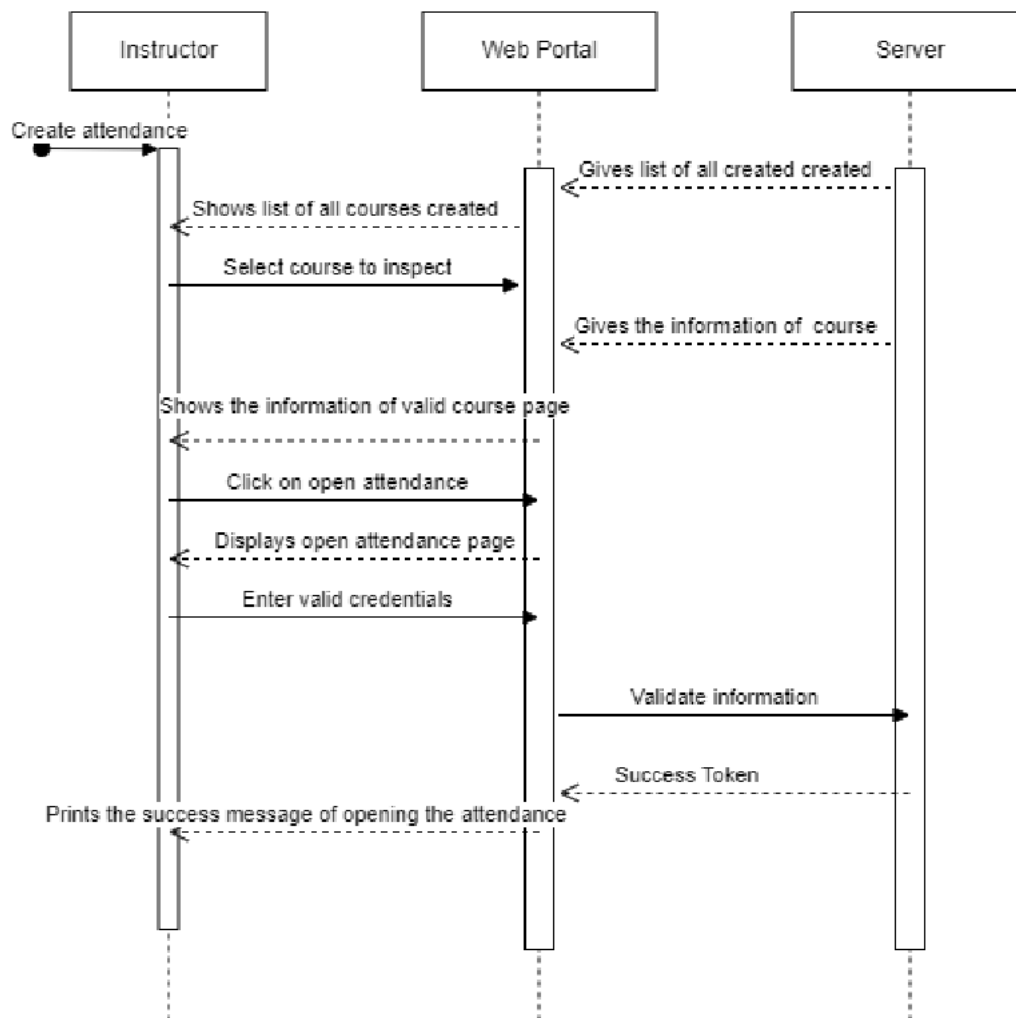 Instructor
Web Portal
Server
Create attendance
Gives list of all created created
Shows list of all courses created
Select course to inspect
Gives the information of course
Shows the information of valid course page
Click on open attendance
Displays open attendance page
Enter valid credentials
Validate information
Success Token
Prints the success message of opening the attendance